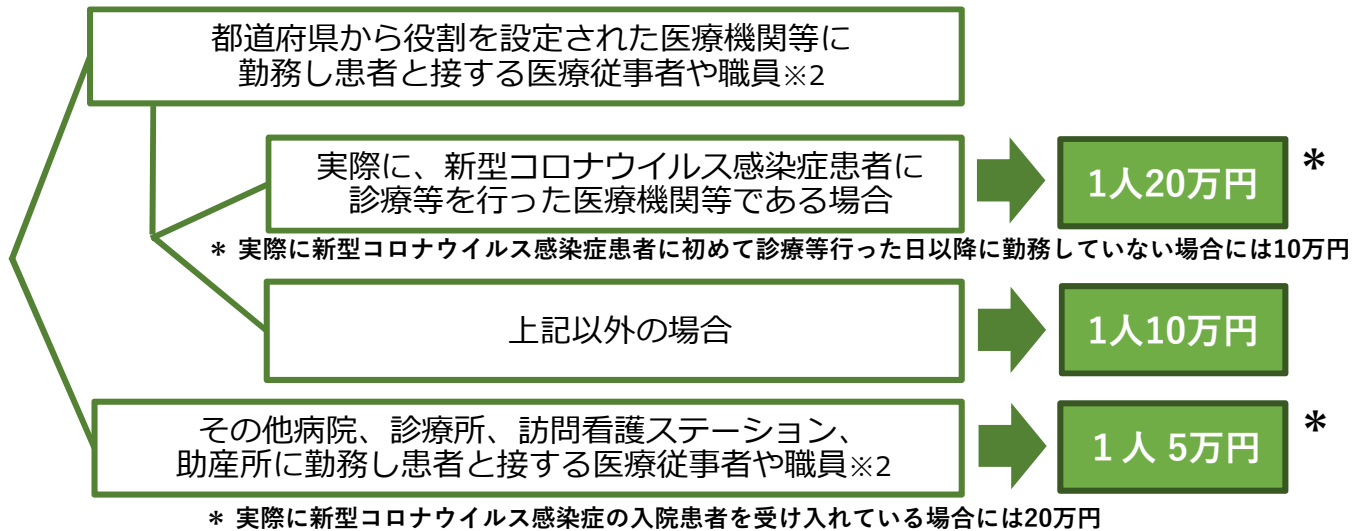 都道府県から役割を設定された医療機関等に
勤務し患者と接する医療従事者や職員※2
実際に、新型コロナウイルス感染症患者に
診療等を行った医療機関等である場合
1人20万円
*
* 実際に新型コロナウイルス感染症患者に初めて診療等行った日以降に勤務していない場合には10万円
上記以外の場合
1人10万円
その他病院、診療所、訪問看護ステーション、
助産所に勤務し患者と接する医療従事者や職員※2
1人 5万円
*
* 実際に新型コロナウイルス感染症の入院患者を受け入れている場合には20万円